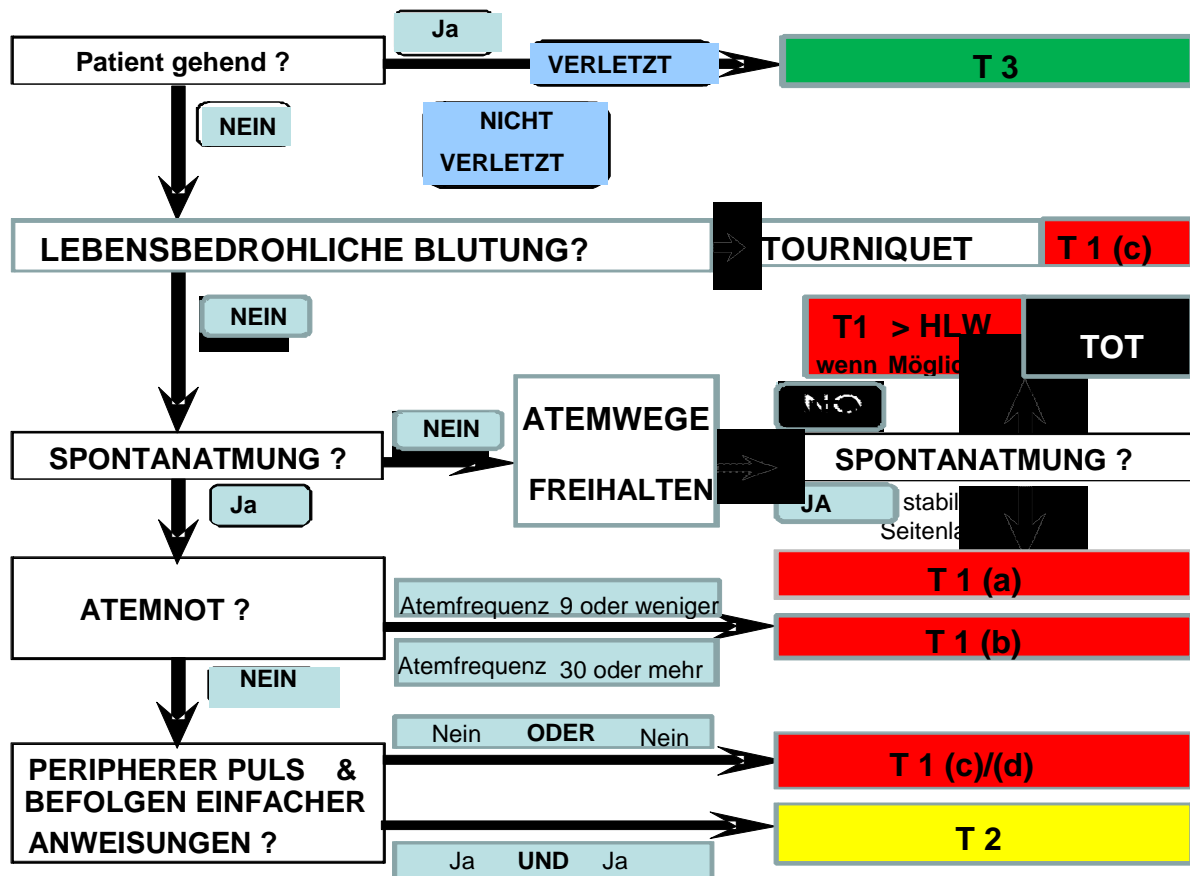 Ja
Patient gehend ?
VERLETZT
T 3
NEIN
NICHT
VERLETZT
LEBENSBEDROHLICHE BLUTUNG?
TOURNIQUET
T 1 (c)
NEIN
T1 > HLW
wenn
TOT
NO
NEIN
ATEMWEGE
FREIHALTEN
SPONTANATMUNG ?
SPONTANATMUNG ?
Ja
JA
T 1 (a)
ATEMNOT ?
Atemfrequenz 9 oder weniger
T 1 (b)
Atemfrequenz 30 oder mehr
NEIN
Nein ODER Nein
PERIPHERER PULS &
BEFOLGEN EINFACHER
ANWEISUNGEN ?
T 1 (c)/(d)
T 2
Ja UND Ja